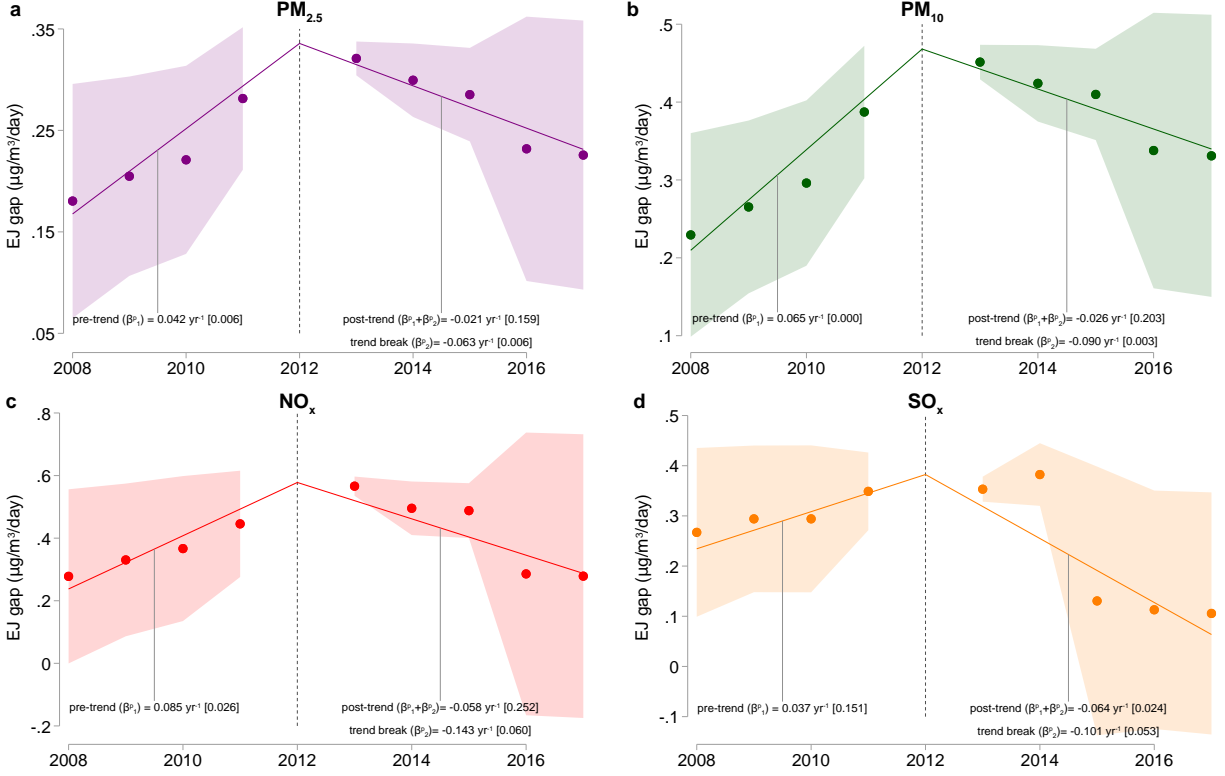 a
PM2.5
EJ gap (µg/m³/day)
.35
.25
.15
.05
pre-trend (βᵖ₁) = 0.042 yr⁻¹ [0.006]
post-trend (βᵖ₁+βᵖ₂)= -0.021 yr⁻¹ [0.159]
trend break (βᵖ₂)= -0.063 yr⁻¹ [0.006]
2008 2010 2012 2014 2016
b
PM10
EJ gap (µg/m³/day)
.5
.4
.3
.2
.1
pre-trend (βᵖ₁) = 0.065 yr⁻¹ [0.000]
post-trend (βᵖ₁+βᵖ₂)= -0.026 yr⁻¹ [0.203]
trend break (βᵖ₂)= -0.090 yr⁻¹ [0.003]
2008 2010 2012 2014 2016
c
NOx
EJ gap (µg/m³/day)
.8
.6
.4
.2
0
-.2
pre-trend (βᵖ₁) = 0.085 yr⁻¹ [0.026]
post-trend (βᵖ₁+βᵖ₂)= -0.058 yr⁻¹ [0.252]
trend break (βᵖ₂)= -0.143 yr⁻¹ [0.060]
2008 2010 2012 2014 2016
d
SOx
EJ gap (µg/m³/day)
.5
.4
.3
.2
.1
0
-.1
pre-trend (βᵖ₁) = 0.037 yr⁻¹ [0.151]
post-trend (βᵖ₁+βᵖ₂)= -0.064 yr⁻¹ [0.024]
trend break (βᵖ₂)= -0.101 yr⁻¹ [0.053]
2008 2010 2012 2014 2016